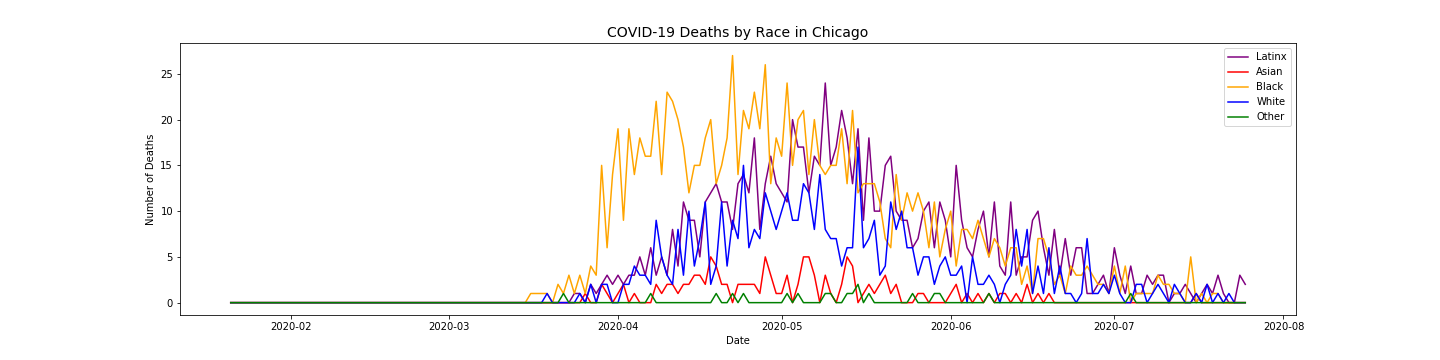 COVID-19 Deaths by Race in Chicago
Latinx
Asian
Black
White
Other
Number of Deaths
25
20
15
10
5
0
2020-02
2020-03
2020-04
2020-05
2020-06
2020-07
2020-08
Date